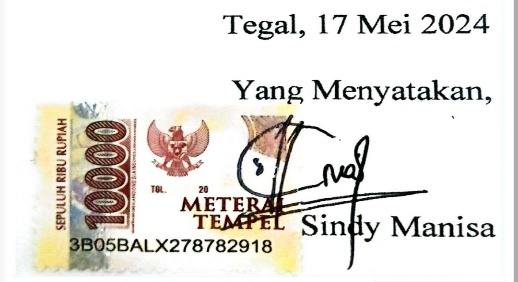 Tegal, 17 Mei 2024
Yang Menyatakan,
SEPULUH RIBU RUPIAH
10000
TGL. 20
METERAI
TEMPEL
3B05BALX278782918
Sindy Manisa